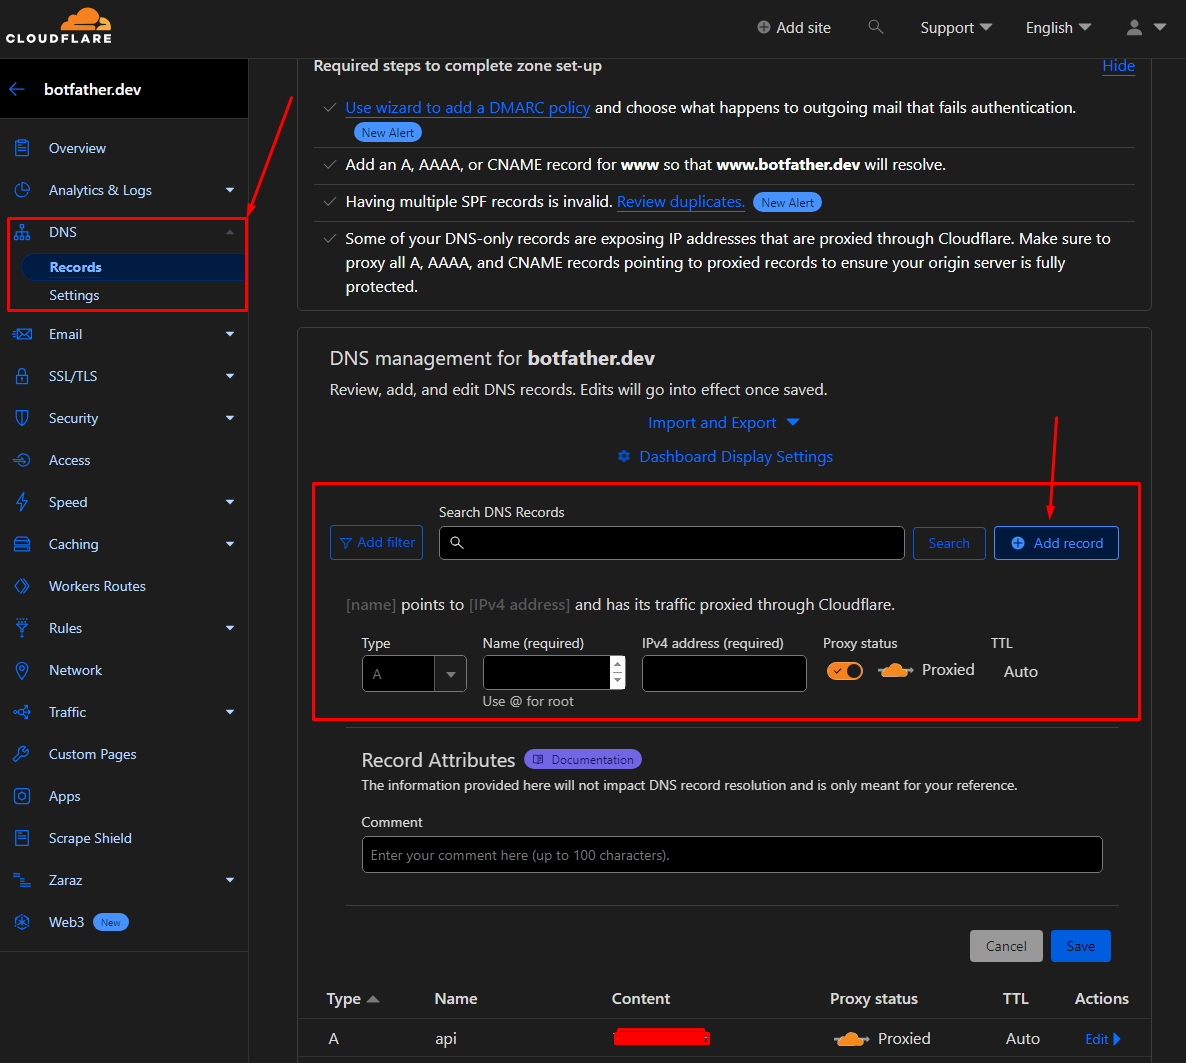 CLOUDFLARE
Add site
Support
English
botfather.dev
Overview
Analytics & Logs
DNS
Records
Settings
Email
SSL/TLS
Security
Access
Speed
Caching
Workers Routes
Rules
Network
Traffic
Custom Pages
Apps
Scrape Shield
Zaraz
Web3 New
Required steps to complete zone set-up Hide
Use wizard to add a DMARC policy and choose what happens to outgoing mail that fails authentication.
New Alert
Add an A, AAAA, or CNAME record for www so that www.botfather.dev will resolve.
Having multiple SPF records is invalid. Review duplicates. New Alert
Some of your DNS-only records are exposing IP addresses that are proxied through Cloudflare. Make sure to
proxy all A, AAAA, and CNAME records pointing to proxied records to ensure your origin server is fully
protected.
DNS management for botfather.dev
Review, add, and edit DNS records. Edits will go into effect once saved.
Import and Export
Dashboard Display Settings
Search DNS Records
Add filter Search Add record
[name] points to [IPv4 address] and has its traffic proxied through Cloudflare.
Type Name (required) IPv4 address (required) Proxy status TTL
A Proxied Auto
Use @ for root
Record Attributes Documentation
The information provided here will not impact DNS record resolution and is only meant for your reference.
Comment
Enter your comment here (up to 100 characters).
Cancel Save
Type Name Content Proxy status TTL Actions
A api Proxied Auto Edit